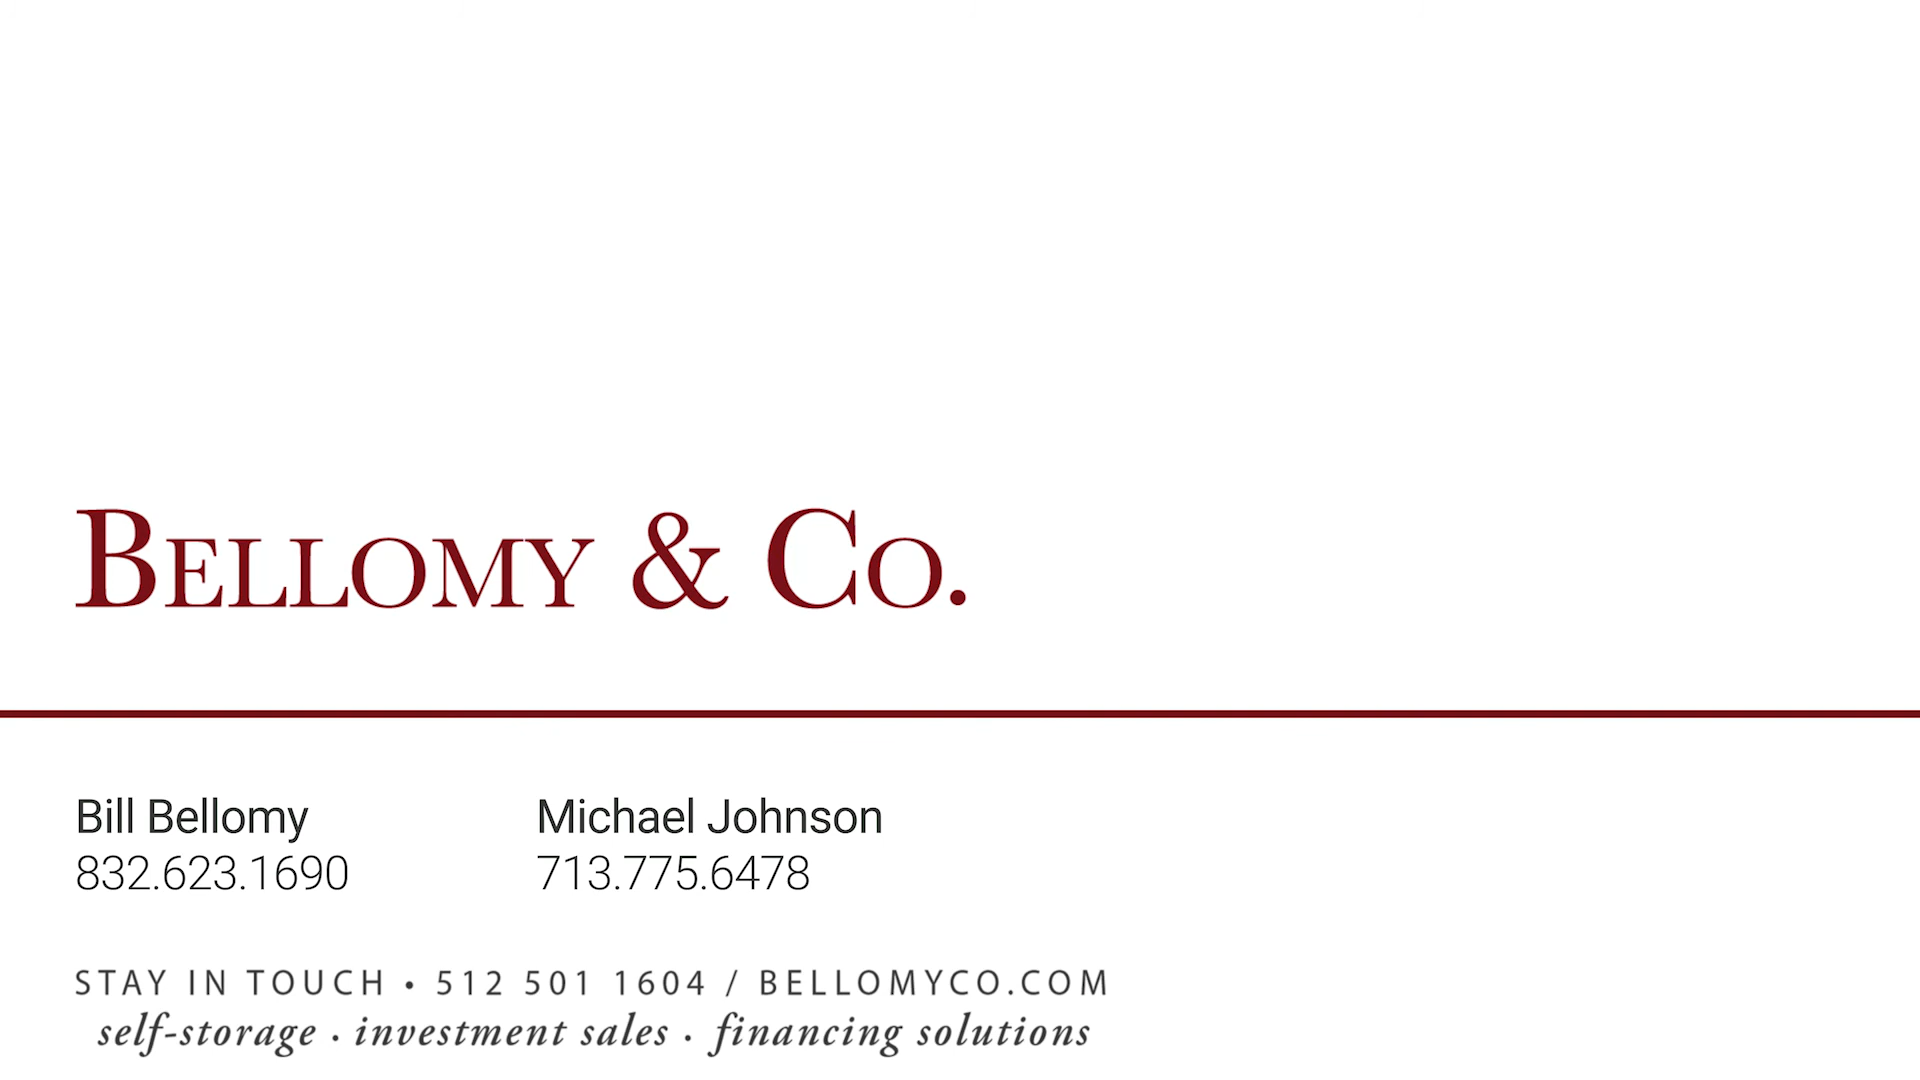 BELLOMY & CO.
Bill Bellomy Michael Johnson
832.623.1690 713.775.6478
STAY IN TOUCH • 512 501 1604 / BELLOMYCO.COM
self-storage · investment sales · financing solutions